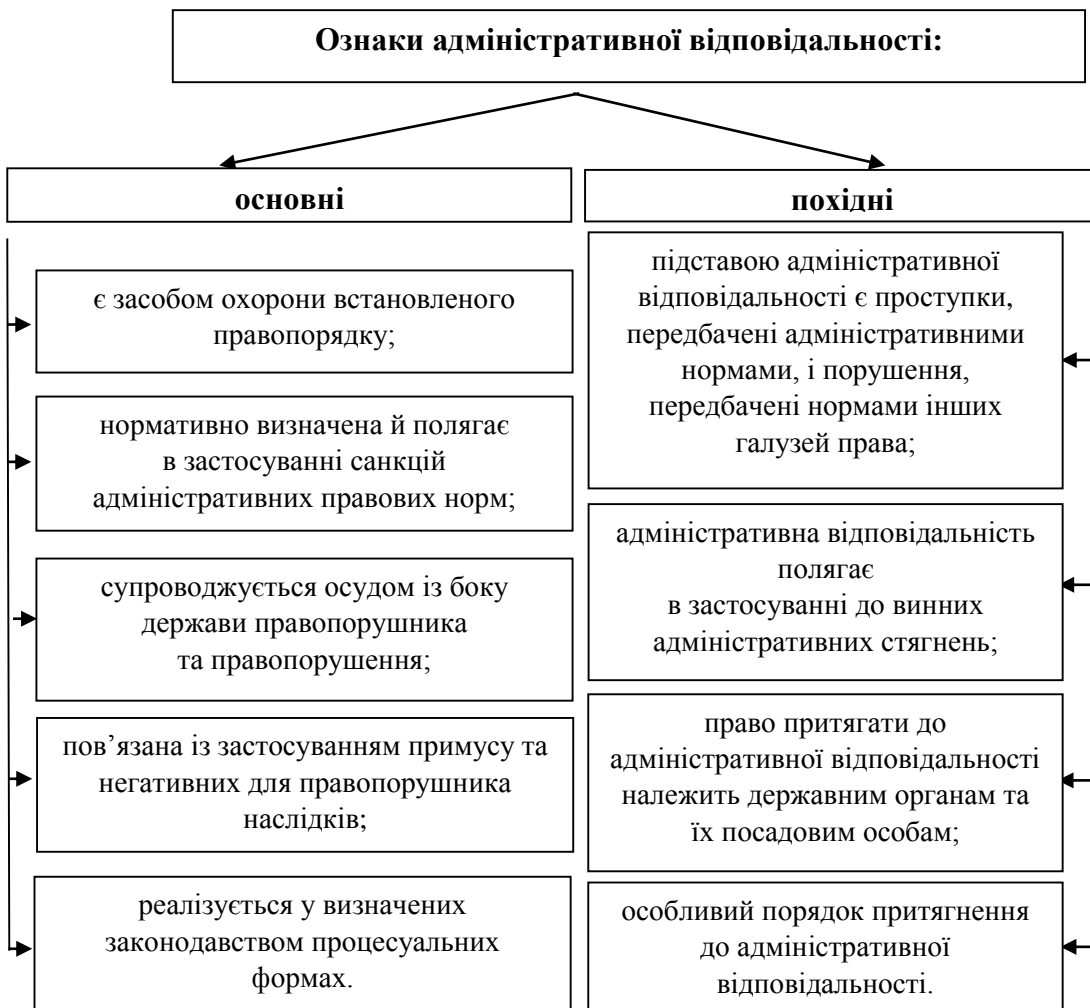 Ознаки адміністративної відповідальності:
основні
є засобом охорони встановленого
правопорядку;
нормативно визначена й полягає
в застосуванні санкцій
адміністративних правових норм;
супроводжується осудом із боку
держави правопорушника
та правопорушення;
пов’язана із застосуванням примусу та
негативних для правопорушника
наслідків;
реалізується у визначених
законодавством процесуальних
формах.
похідні
підставою адміністративної
відповідальності є проступки,
передбачені адміністративними
нормами, і порушення,
передбачені нормами інших
галузей права;
адміністративна відповідальність
полягає
в застосуванні до винних
адміністративних стягнень;
право притягати до
адміністративної відповідальності
належить державним органам та
їх посадовим особам;
особливий порядок притягнення
до адміністративної
відповідальності.